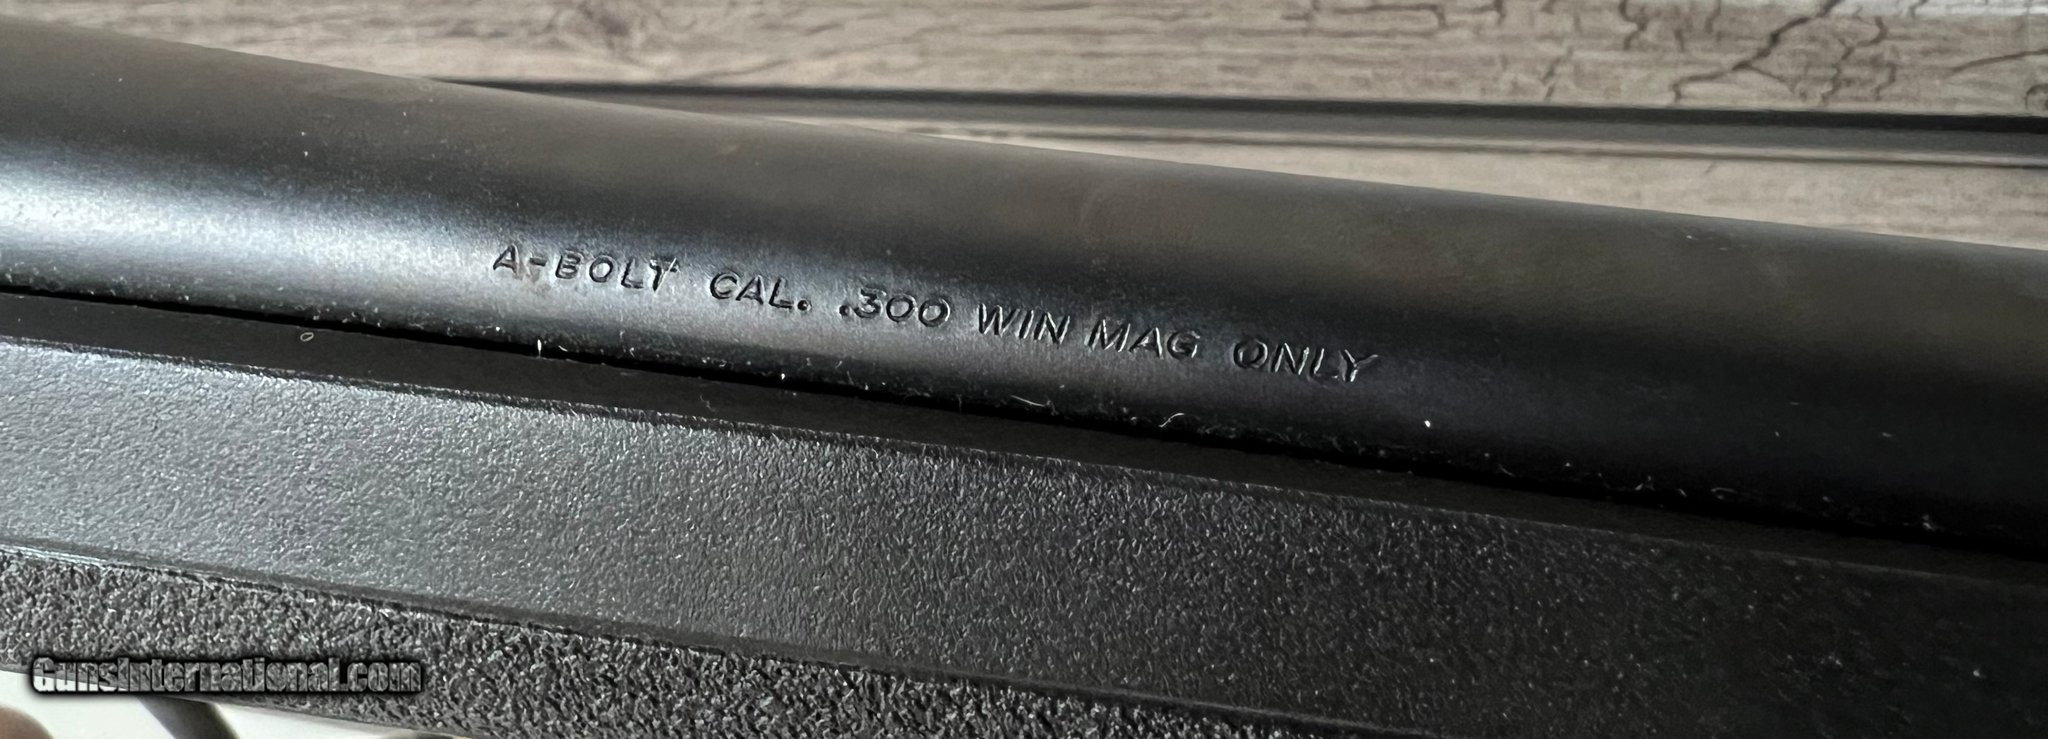 A-BOLT CAL. .300 WIN MAG ONLY
GunsInternational.com